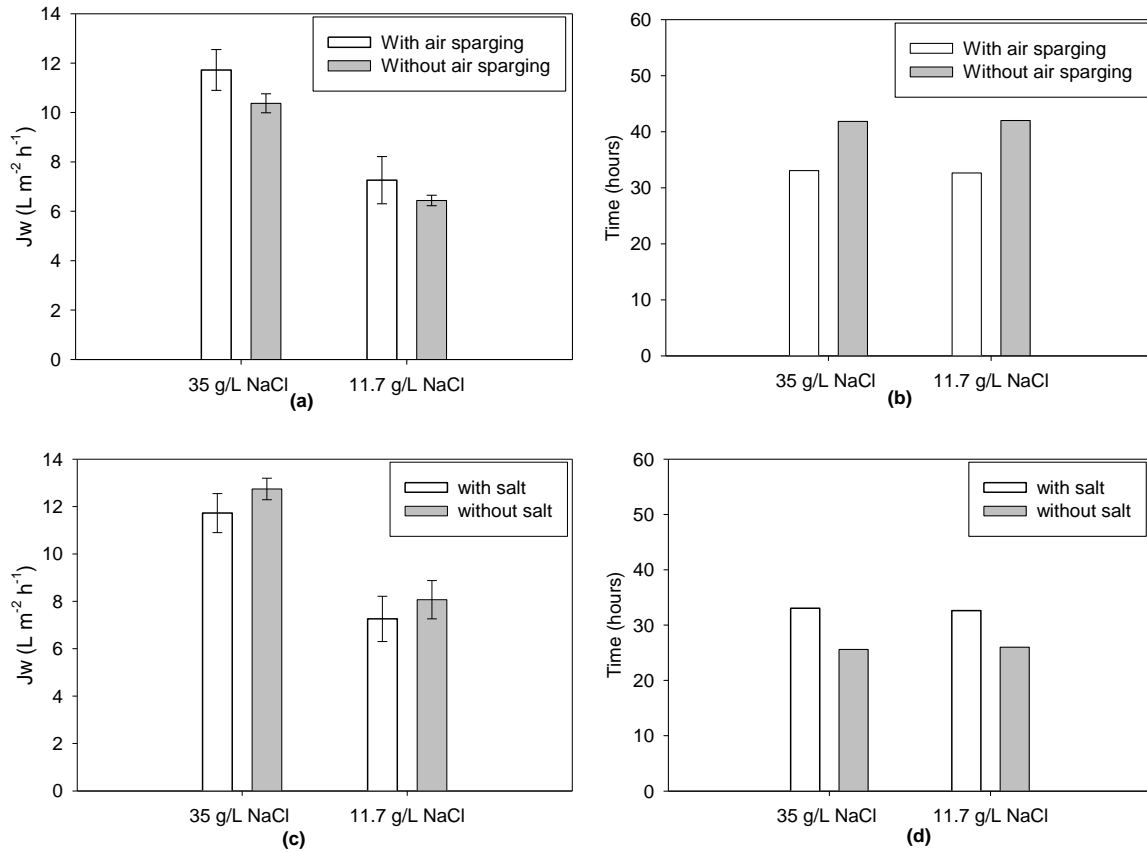 14
12
10
8
6
4
2
0
Jw (L m⁻² h⁻¹)
With air sparging
Without air sparging
35 g/L NaCl
11.7 g/L NaCl
(a)
60
50
40
30
20
10
0
Time (hours)
With air sparging
Without air sparging
35 g/L NaCl
11.7 g/L NaCl
(b)
14
12
10
8
6
4
2
0
Jw (L m⁻² h⁻¹)
with salt
without salt
35 g/L NaCl
11.7 g/L NaCl
(c)
60
50
40
30
20
10
0
Time (hours)
with salt
without salt
35 g/L NaCl
11.7 g/L NaCl
(d)